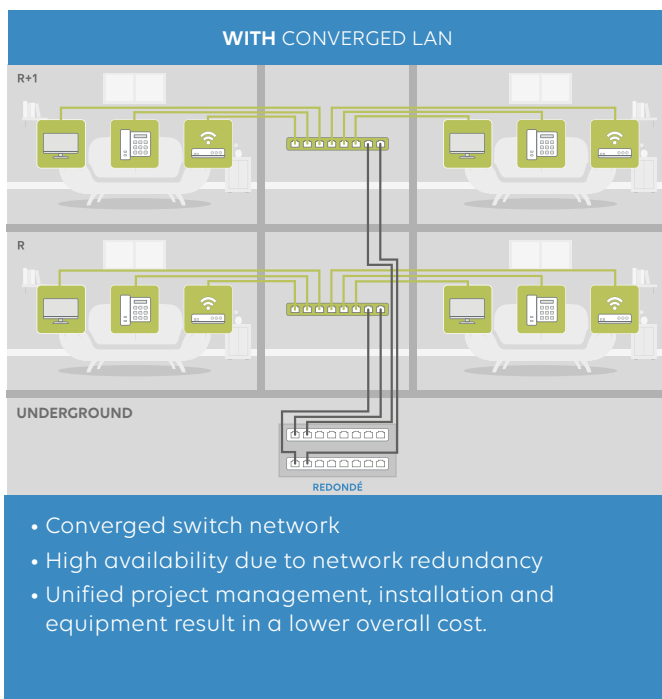 WITH CONVERGED LAN
R+1
R
UNDERGROUND
REDONDÉ
• Converged switch network
• High availability due to network redundancy
• Unified project management, installation and
equipment result in a lower overall cost.